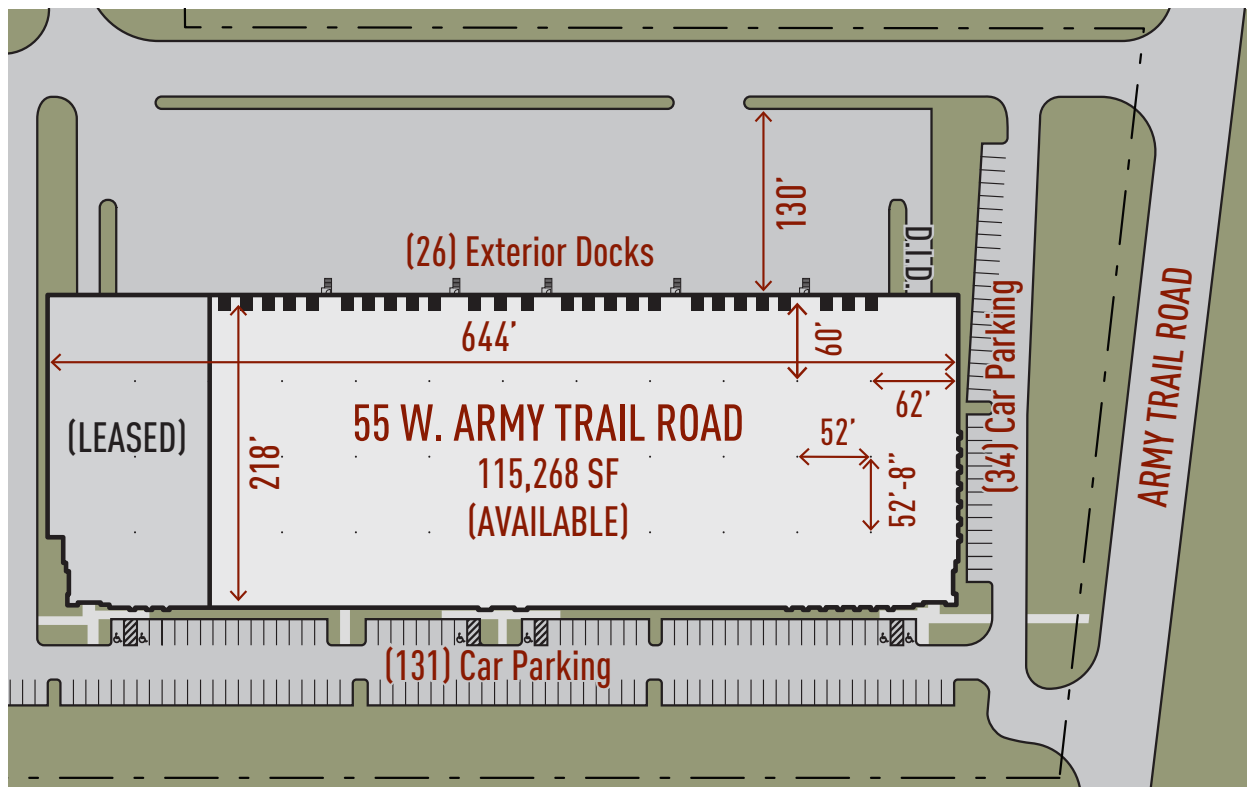 130'
(26) Exterior Docks
D.I.D.
644'
60'
62'
(34) Car Parking
ARMY TRAIL ROAD
(LEASED)
218'
55 W. ARMY TRAIL ROAD
115,268 SF
(AVAILABLE)
52'
52'-8"
(131) Car Parking